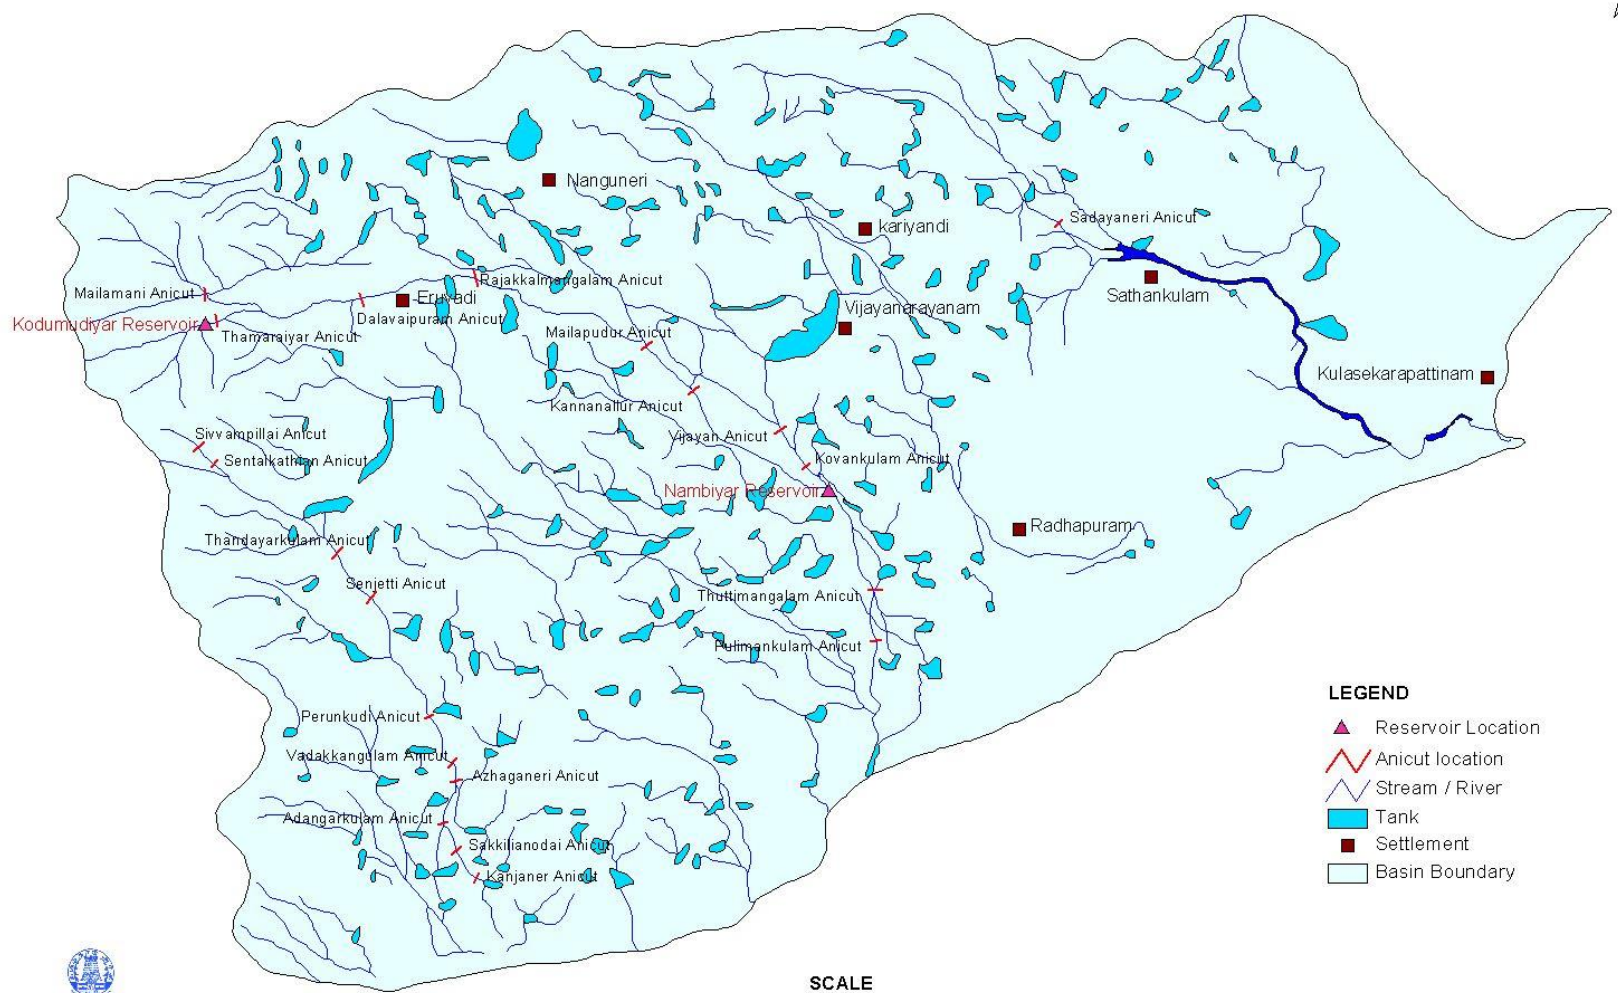 Nanguneri
kariyandi
Sadayaneri Anicut
Rajakkalmangalam Anicut
Mailamani Anicut
Eruvadi
Sathankulam
Vijayanarayanam
Dalavaipuram Anicut
Kodumudiyar Reservoir
Thamaraiyar Anicut
Mailapudur Anicut
Kulasekarapattinam
Kannanallur Anicut
Sivvampillai Anicut
Vijayan Anicut
Sentalkathian Anicut
Kovankulam Anicut
Nambiyar Reservoir
Radhapuram
Thandayarkulam Anicut
Senjetti Anicut
Thuttimangalam Anicut
Pulimankulam Anicut
Perunkudi Anicut
Vadakkangulam Anicut
Azhaganeri Anicut
Adangarkulam Anicut
Sakkilianodai Anicut
Kanjaner Anicut
LEGEND
Reservoir Location
Anicut location
Stream / River
Tank
Settlement
Basin Boundary
SCALE